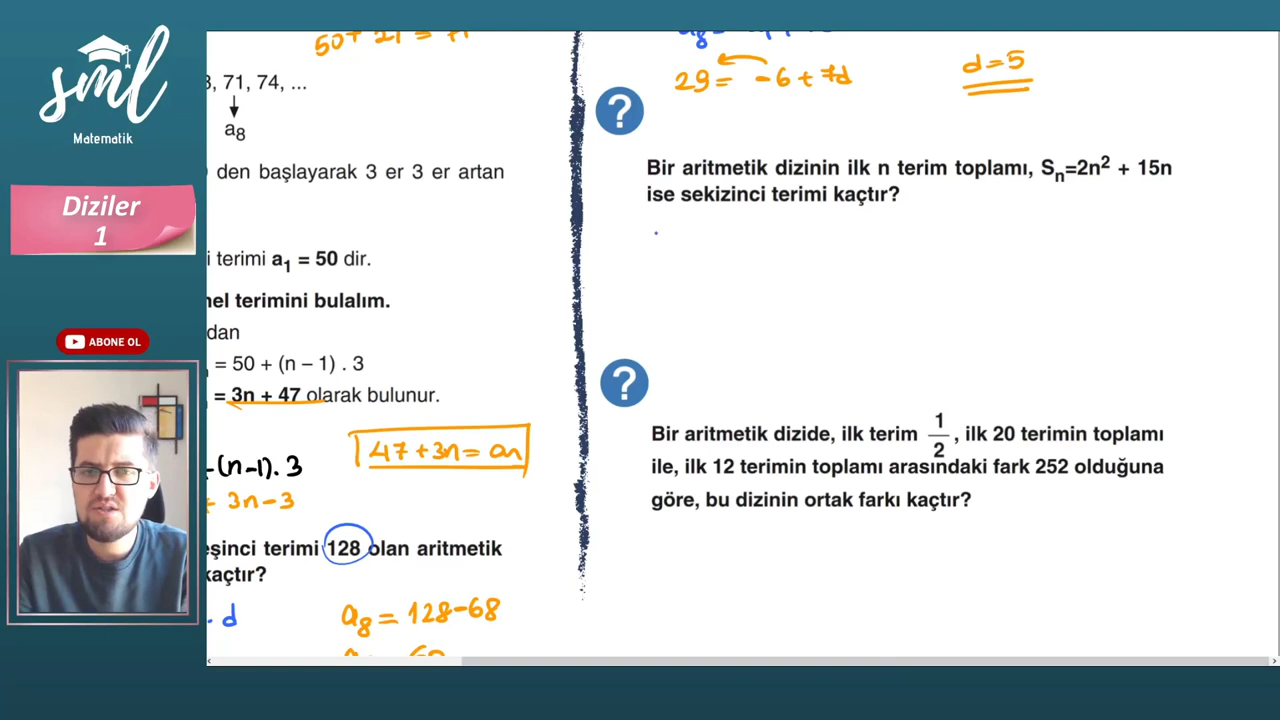 sml
Matematik
Diziler
1
ABONE OL
50+21 = 71
, 71, 74, ...
a8
den başlayarak 3 er 3 er artan
terimi a1 = 50 dir.
nel terimini bulalım.
dan
= 50 + (n – 1) . 3
= 3n + 47 olarak bulunur.
47+3n = an
(n-1). 3
3n-3
eşinci terimi 128 olan aritmetik
kaçtır?
. d
a8 = 128-68
29 = -6 + 7d
d=5
?
Bir aritmetik dizinin ilk n terim toplamı, Sn=2n² + 15n
ise sekizinci terimi kaçtır?
?
Bir aritmetik dizide, ilk terim 1/2, ilk 20 terimin toplamı
ile, ilk 12 terimin toplamı arasındaki fark 252 olduğuna
göre, bu dizinin ortak farkı kaçtır?